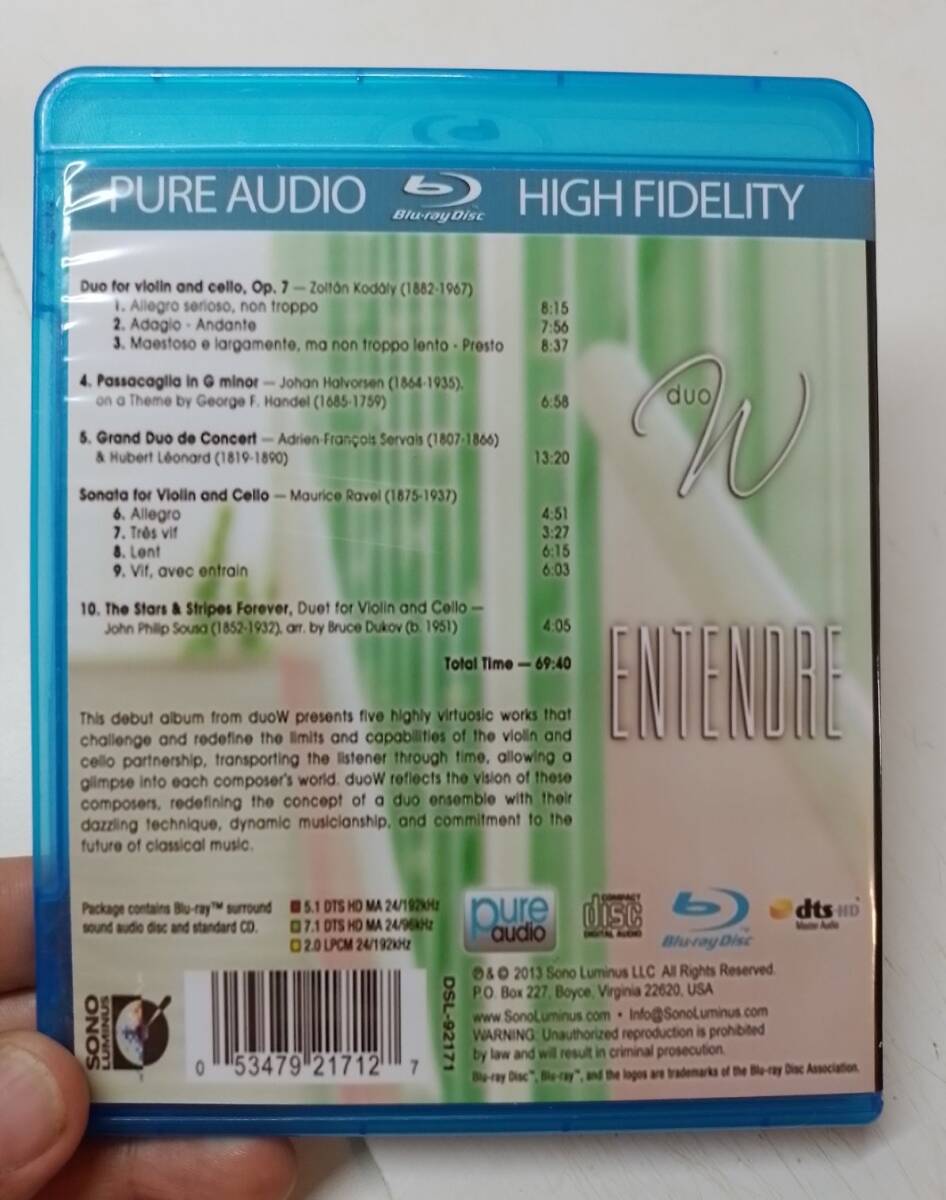 PURE AUDIO Blu-ray Disc HIGH FIDELITY
Duo for violin and cello, Op. 7 — Zoltán Kodály (1882-1967)
1. Allegro serioso, non troppo 8:15
2. Adagio - Andante 7:56
3. Maestoso e largamente, ma non troppo lento - Presto 8:37
4. Passacaglia in G minor — Johan Halvorsen (1864-1935),
on a Theme by George F. Handel (1685-1759) 6:58
5. Grand Duo de Concert — Adrien-François Servais (1807-1866)
& Hubert Léonard (1819-1890) 13:20
Sonata for Violin and Cello — Maurice Ravel (1875-1937)
6. Allegro 4:51
7. Très vif 3:27
8. Lent 6:15
9. Vif, avec entrain 6:03
10. The Stars & Stripes Forever, Duet for Violin and Cello —
John Philip Sousa (1852-1932), arr. by Bruce Dukov (b. 1951) 4:05
Total Time — 69:40
duo
W
ENTENDRE
This debut album from duoW presents five highly virtuosic works that
challenge and redefine the limits and capabilities of the violin and
cello partnership, transporting the listener through time, allowing a
glimpse into each composer's world. duoW reflects the vision of these
composers, redefining the concept of a duo ensemble with their
dazzling technique, dynamic musicianship, and commitment to the
future of classical music.
Package contains Blu-ray™ surround
sound audio disc and standard CD.
5.1 DTS HD MA 24/192kHz
7.1 DTS HD MA 24/96kHz
2.0 LPCM 24/192kHz
pure
audio
COMPACT
disc
DIGITAL AUDIO
Blu-ray Disc
dts-HD
Master Audio
SONO
LUMINUS
0 53479 21712 7
DSL-92171
℗ & © 2013 Sono Luminus LLC All Rights Reserved.
P.O. Box 227, Boyce, Virginia 22620, USA
www.SonoLuminus.com • Info@SonoLuminus.com
WARNING: Unauthorized reproduction is prohibited
by law and will result in criminal prosecution.
Blu-ray Disc™, Blu-ray™, and the logos are trademarks of the Blu-ray Disc Association.